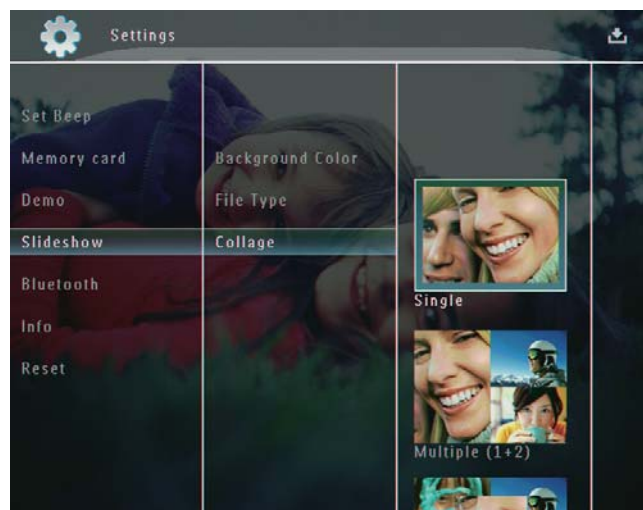 Settings
Set Beep
Memory card
Demo
Slideshow
Bluetooth
Info
Reset
Background Color
File Type
Collage
Single
Multiple (1+2)